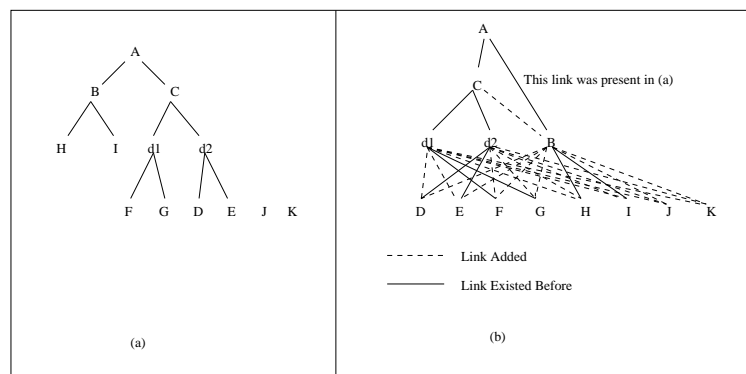 A
B C
H I d1 d2
F G D E J K
(a)
A
This link was present in (a)
C
d1 d2 B
D E F G H I J K
Link Added
Link Existed Before
(b)